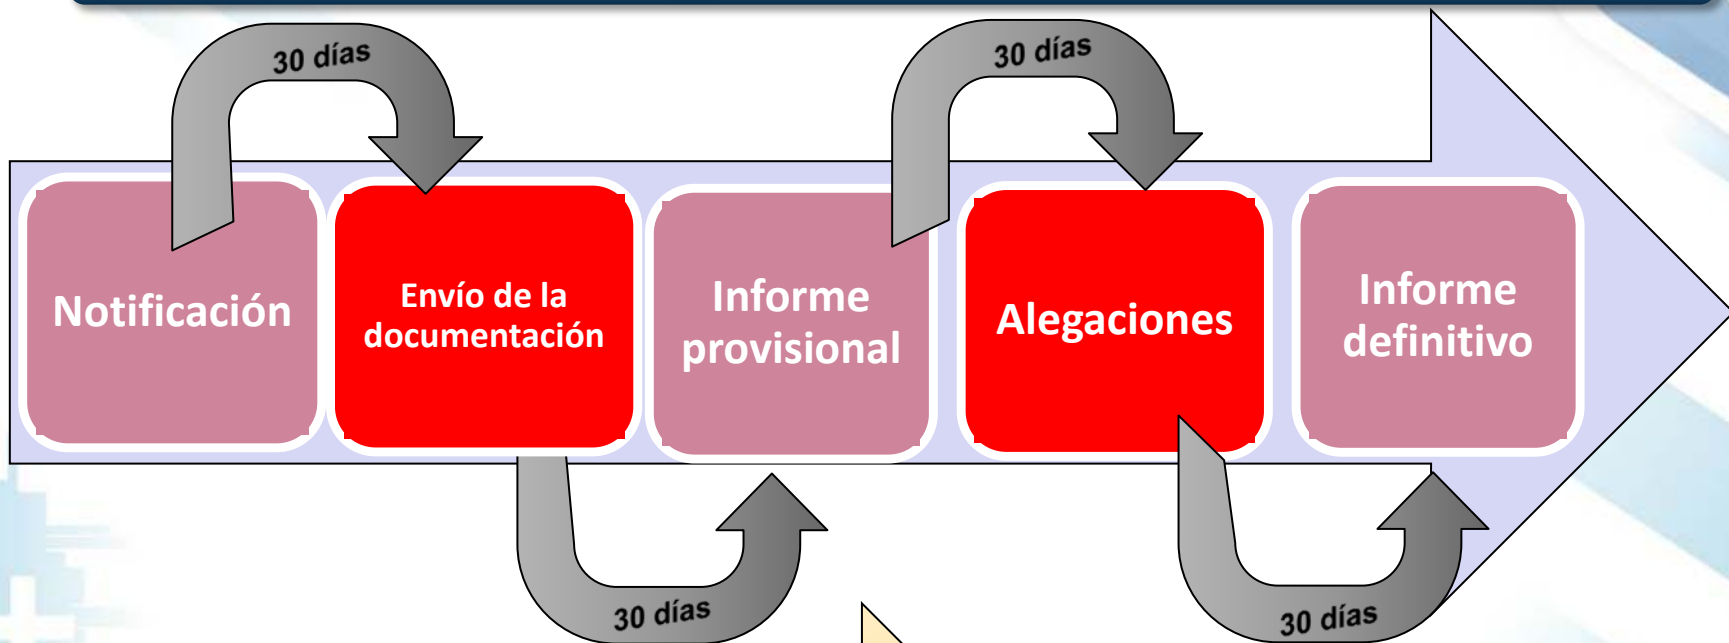 30 días
30 días
Notificación
Envío de la
documentación
Informe
provisional
Alegaciones
Informe
definitivo
30 días
30 días